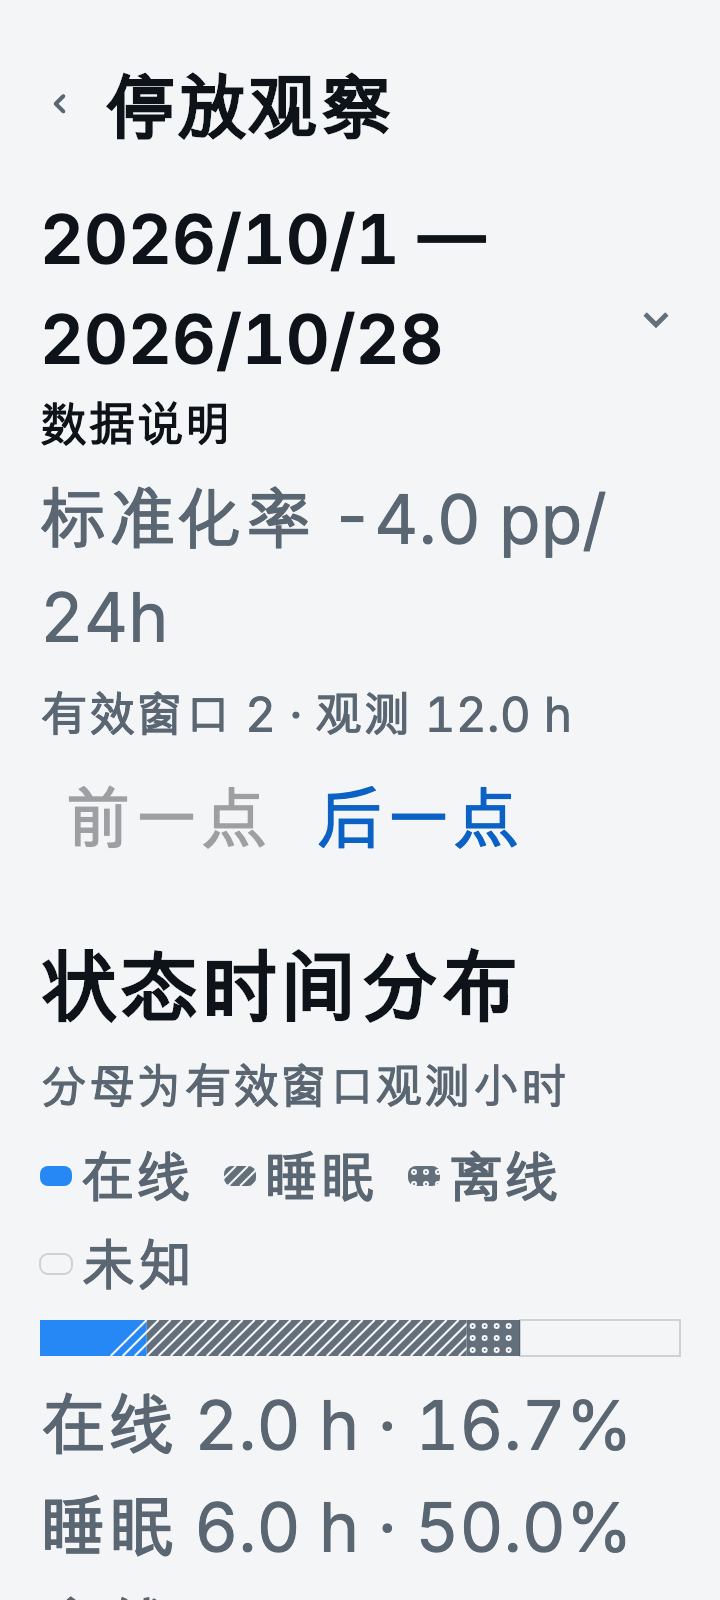 停放观察
2026/10/1 —
2026/10/28
数据说明
标准化率 -4.0 pp/
24h
有效窗口 2 · 观测 12.0 h
前一点 后一点
状态时间分布
分母为有效窗口观测小时
在线 睡眠 离线
未知
在线 2.0 h · 16.7%
睡眠 6.0 h · 50.0%